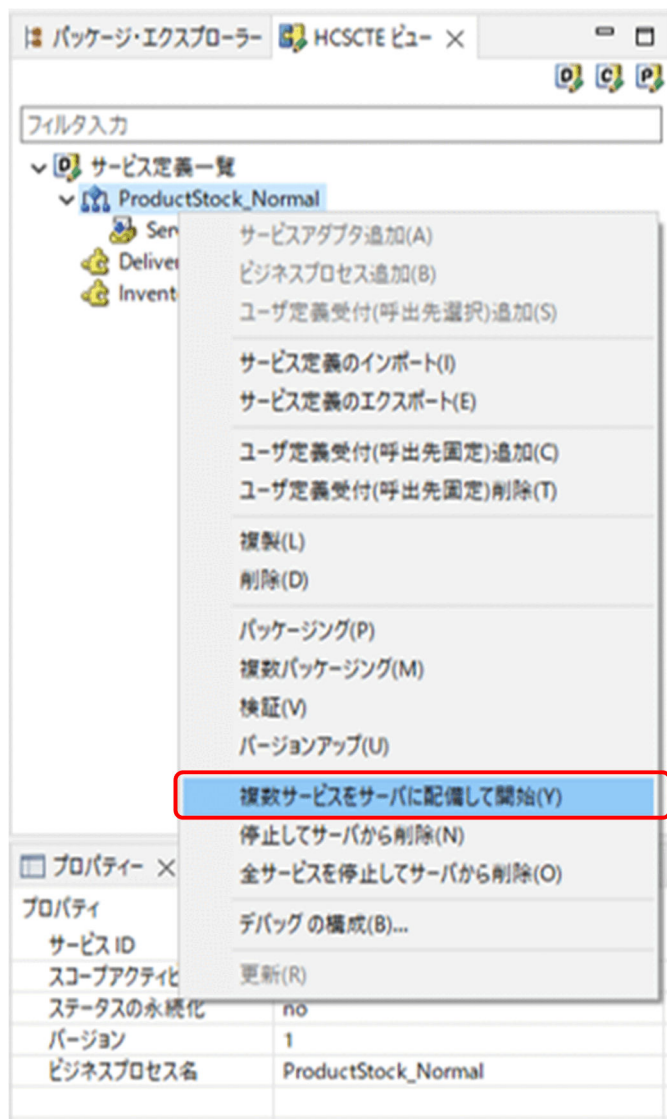 パッケージ・エクスプローラー HCSCTE ビュー
フィルタ入力
サービス定義一覧
ProductStock_Normal
Ser
Deliver
Invent
サービスアダプタ追加(A)
ビジネスプロセス追加(B)
ユーザ定義受付(呼出先選択)追加(S)
サービス定義のインポート(I)
サービス定義のエクスポート(E)
ユーザ定義受付(呼出先固定)追加(C)
ユーザ定義受付(呼出先固定)削除(T)
複製(L)
削除(D)
パッケージング(P)
複数パッケージング(M)
検証(V)
バージョンアップ(U)
複数サービスをサーバに配備して開始(Y)
停止してサーバから削除(N)
全サービスを停止してサーバから削除(O)
デバッグ の構成(B)...
更新(R)
プロパティー
プロパティ
サービス ID
スコープアクティビ
ステータスの永続化 no
バージョン 1
ビジネスプロセス名 ProductStock_Normal